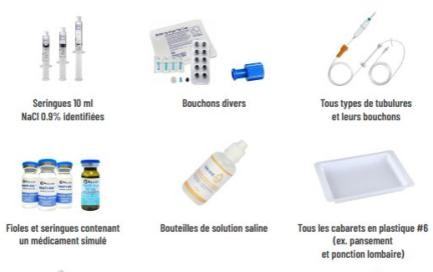 Seringues 10 ml
NaCl 0.9% identifiées
Bouchons divers
Tous types de tubulures
et leurs bouchons
Fioles et seringues contenant
un médicament simulé
Bouteilles de solution saline
Tous les cabarets en plastique #6
(ex. pansement
et ponction lombaire)